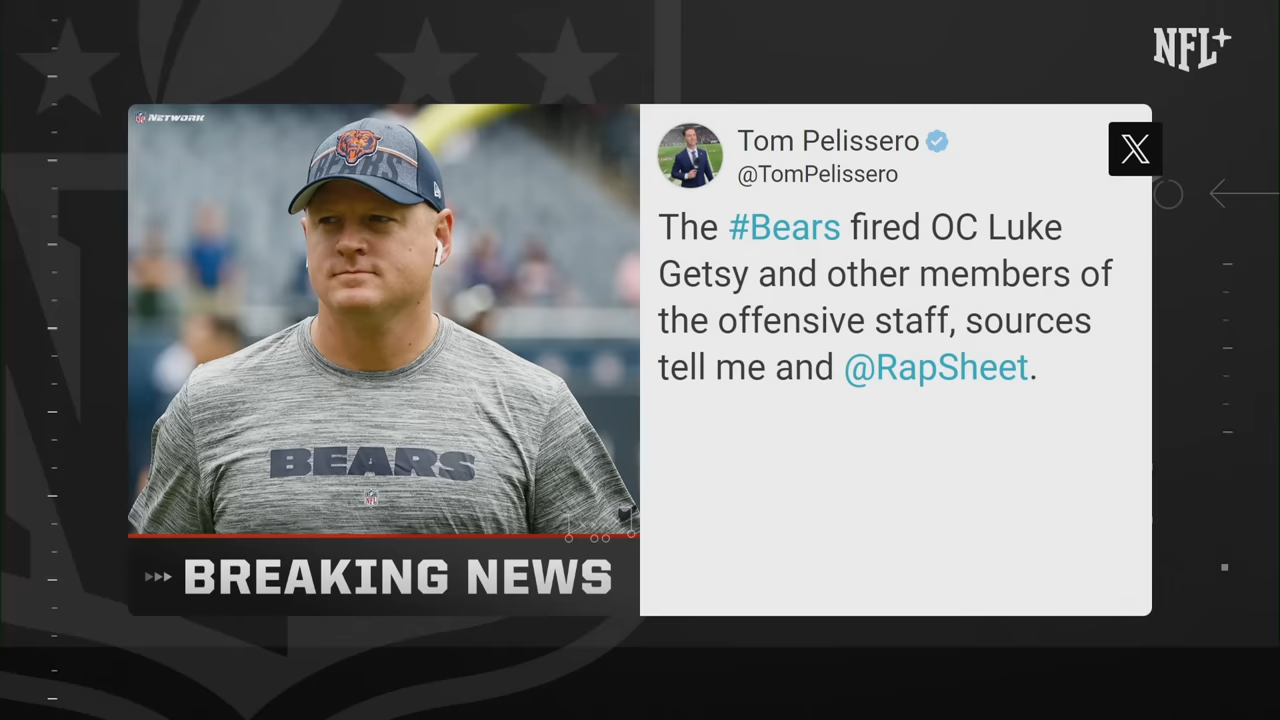 NFL+
NETWORK
BEARS
BEARS
NFL
BREAKING NEWS
Tom Pelissero
@TomPelissero
X
The #Bears fired OC Luke
Getsy and other members of
the offensive staff, sources
tell me and @RapSheet.